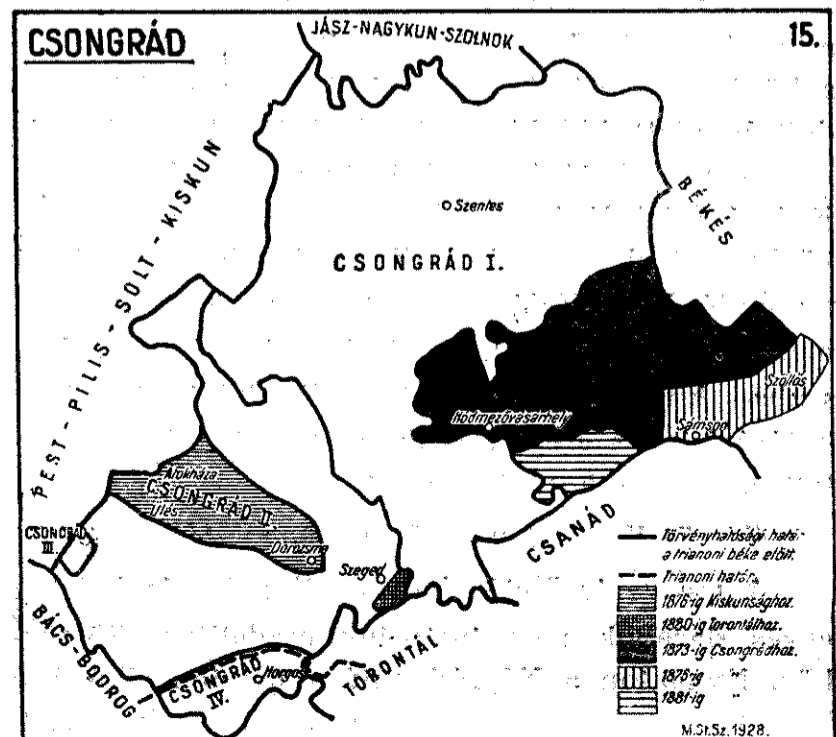 CSONGRÁD
JÁSZ-NAGYKUN-SZOLNOK
15.
PEST-PILIS-SOLT-KISKUN
BÉKÉS
Szentes
CSONGRÁD I.
Szöllős
Hódmezővásárhely
Sámson
Átokháza
CSONGRÁD II.
Üllés
Dorozsma
CSONGRÁD
III.
Szeged
CSANÁD
BÁCS-BODROG
CSONGRÁD
IV.
Horgos
TORONTÁL
Törvényhatósági határ
a trianoni béke előtt.
Trianoni határ.
1876-ig Kiskunsághoz.
1880-ig Torontálhoz.
1873-ig Csongrádhoz.
1876-ig "
1881-ig "
M.St.Sz. 1928.